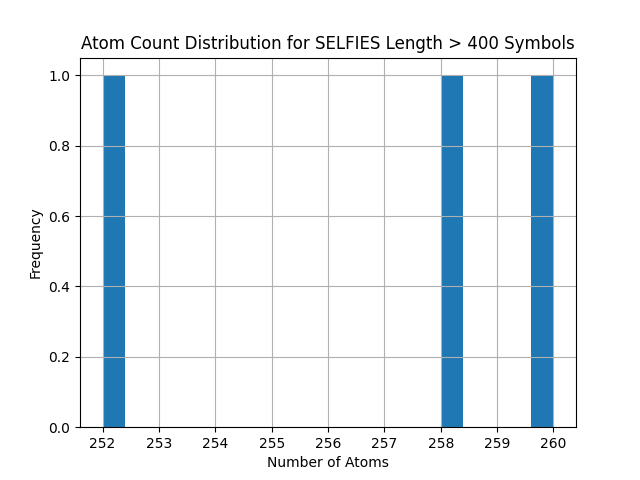 Atom Count Distribution for SELFIES Length > 400 Symbols
1.0
0.8
0.6
0.4
0.2
0.0
Frequency
252 253 254 255 256 257 258 259 260
Number of Atoms